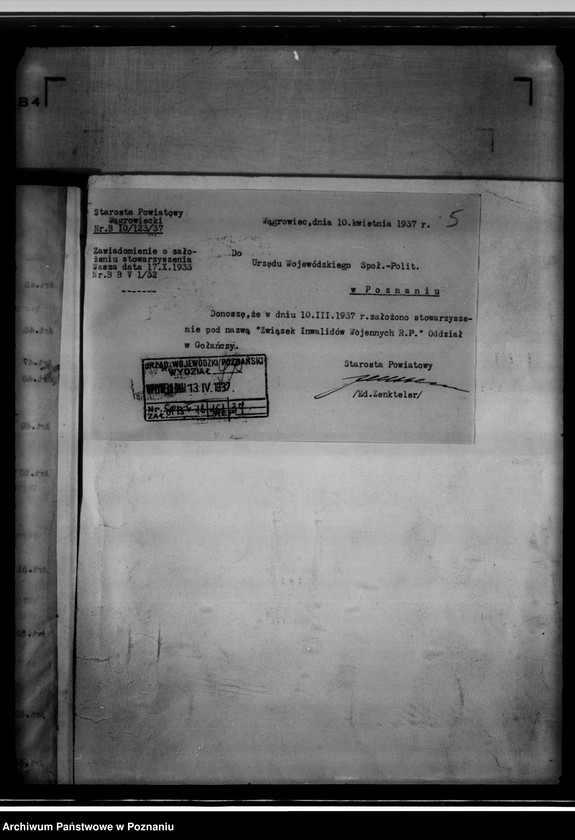 B4
Starosta Powiatowy
Wągrowiecki
Nr.B 10/123/37
Wągrowiec,dnia 10.kwietnia 1937 r.
5
Zawiadomienie o zało-
żeniu stowarzyszenia
Wasza data 17.X.1933
Nr.B B V 1/32
-------
Do
Urzędu Wojewódzkiego Społ.-Polit.
w Poznaniu
Donoszę,że w dniu 10.III.1937 r.założono stowarzysze-
nie pod nazwą "Związek Inwalidów Wojennych R.P." Oddział
w Gołańczy.
URZĄD WOJEWÓDZKI POZNAŃSKI
WYDZIAŁ
13 IV. 1937
Nr.
ZAŁ.
Starosta Powiatowy
/Ed.Zenkteler/
Archiwum Państwowe w Poznaniu